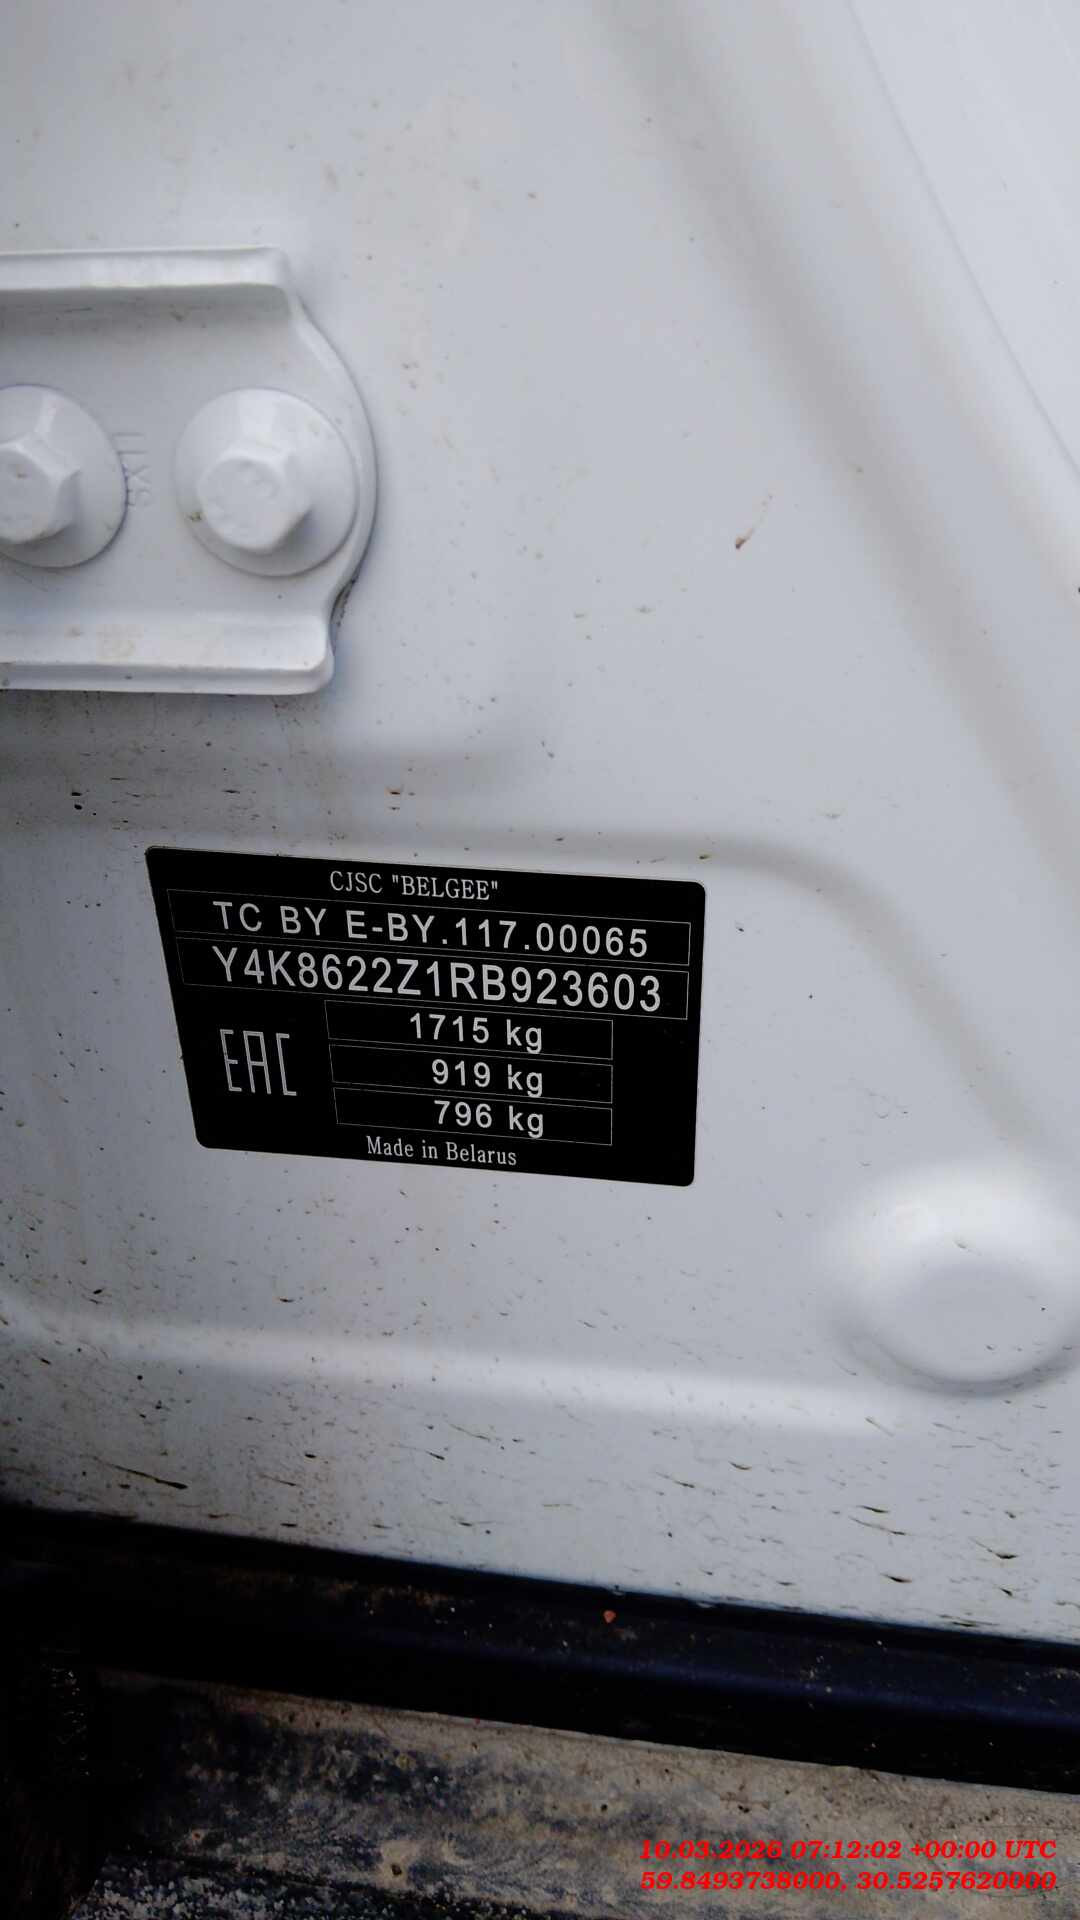 CJSC "BELGEE"
TC BY E-BY.117.00065
Y4K8622Z1RB923603
1715 kg
EAC
919 kg
796 kg
Made in Belarus
10.03.2026 07:12:02 +00:00 UTC
59.8493738000, 30.5257620000